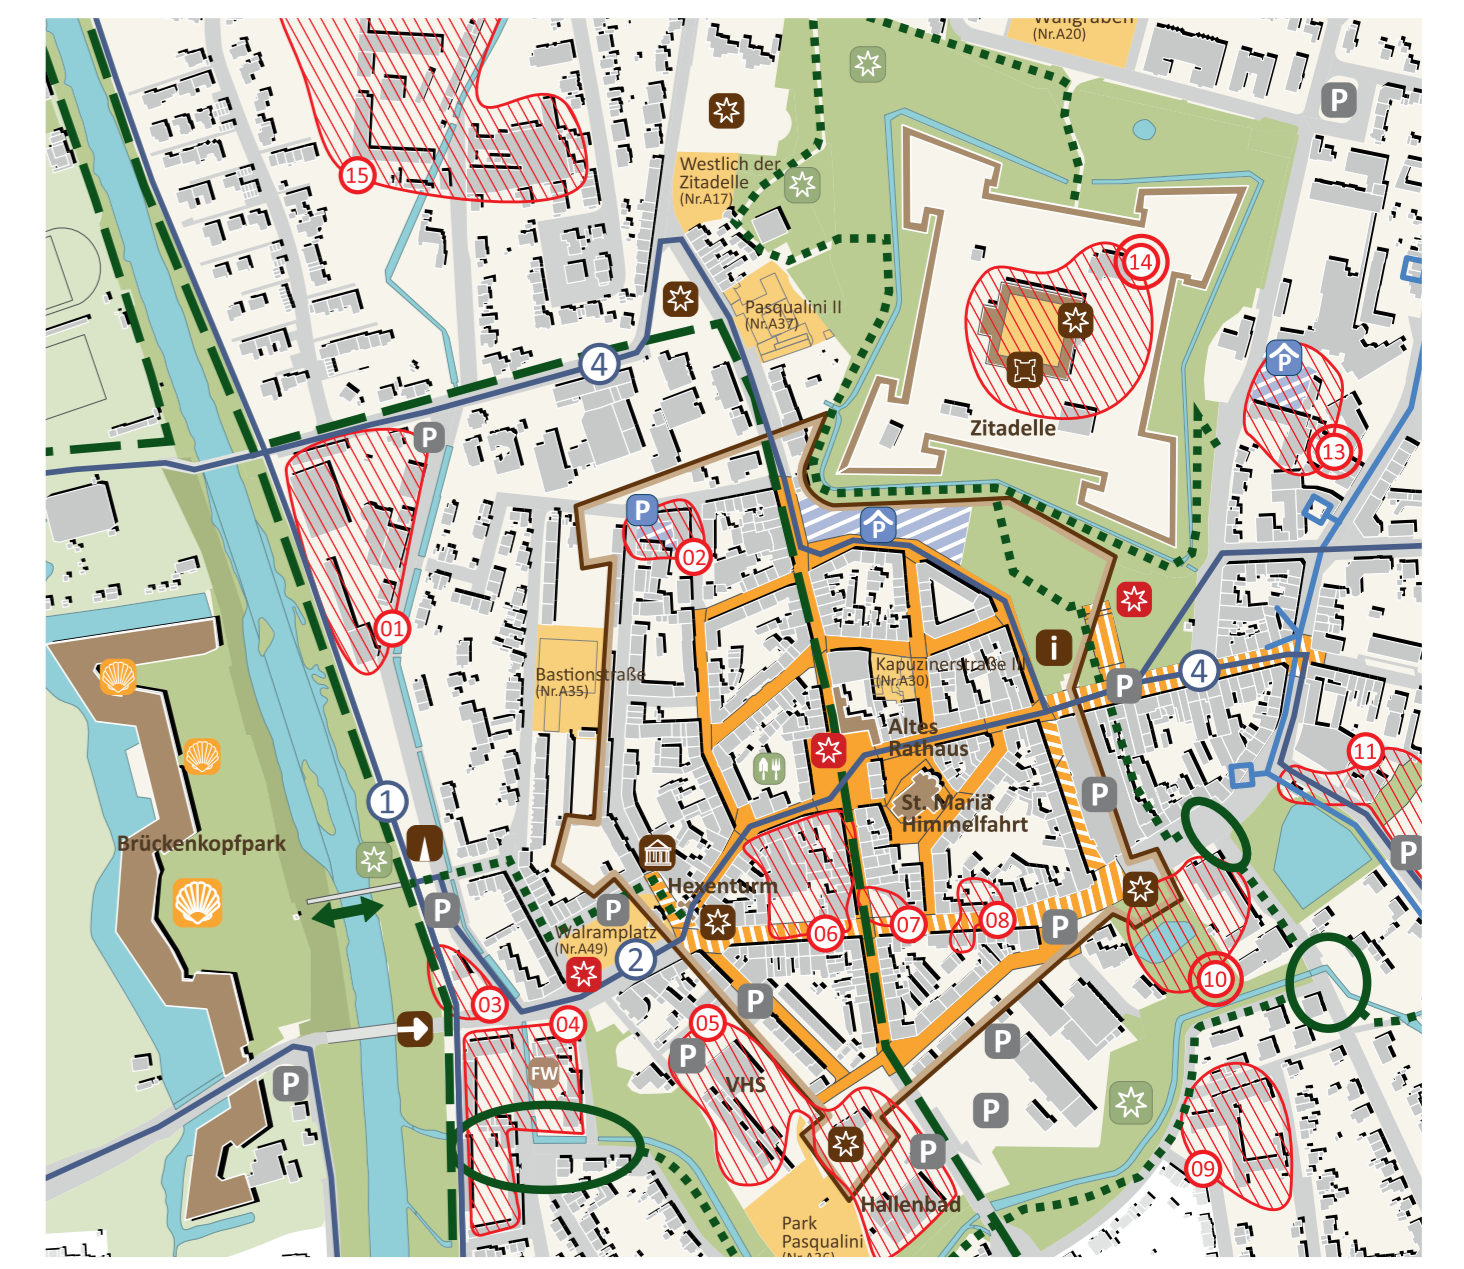 Wallgraben
(Nr.A20)
P
15
Westlich der
Zitadelle
(Nr.A17)
14
Pasqualini II
(Nr.A37)
4
P
13
Zitadelle
P
P
P
02
01
i
Kapuzinerstraße II
(Nr.A30)
Bastionstraße
(Nr.A35)
4
P
Altes
Rathaus
11
P
1
St. Maria
Himmelfahrt
Brückenkopfpark
P
Hexenturm
P
P
06
07
08
P
Walramplatz
(Nr.A49)
2
10
03
P
04
05
P
P
FW
VHS
P
P
P
09
Hallenbad
Park
Pasqualini
(Nr.A36)